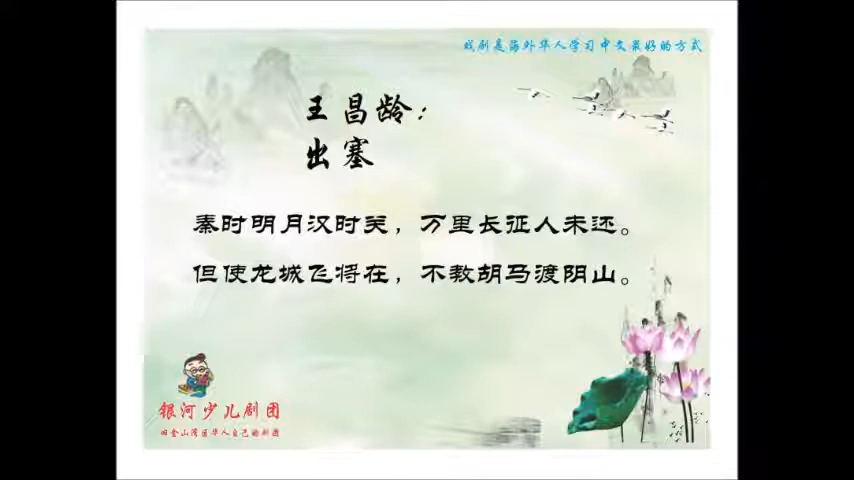 戏剧是海外华人学习中文最好的方式
王昌龄：
出塞
秦时明月汉时关，万里长征人未还。
但使龙城飞将在，不教胡马渡阴山。
银河少儿剧团
旧金山湾区华人自己的剧团